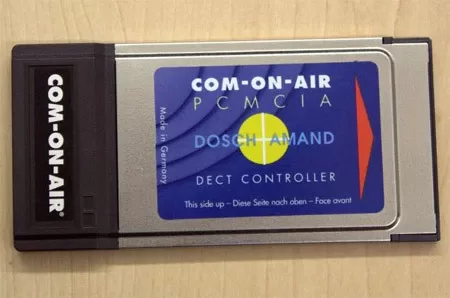 COM-ON-AIR®
COM-ON-AIR
PCMCIA
DOSCH AMAND
DECT CONTROLLER
This side up – Diese Seite nach oben – Face avant
Made in Germany